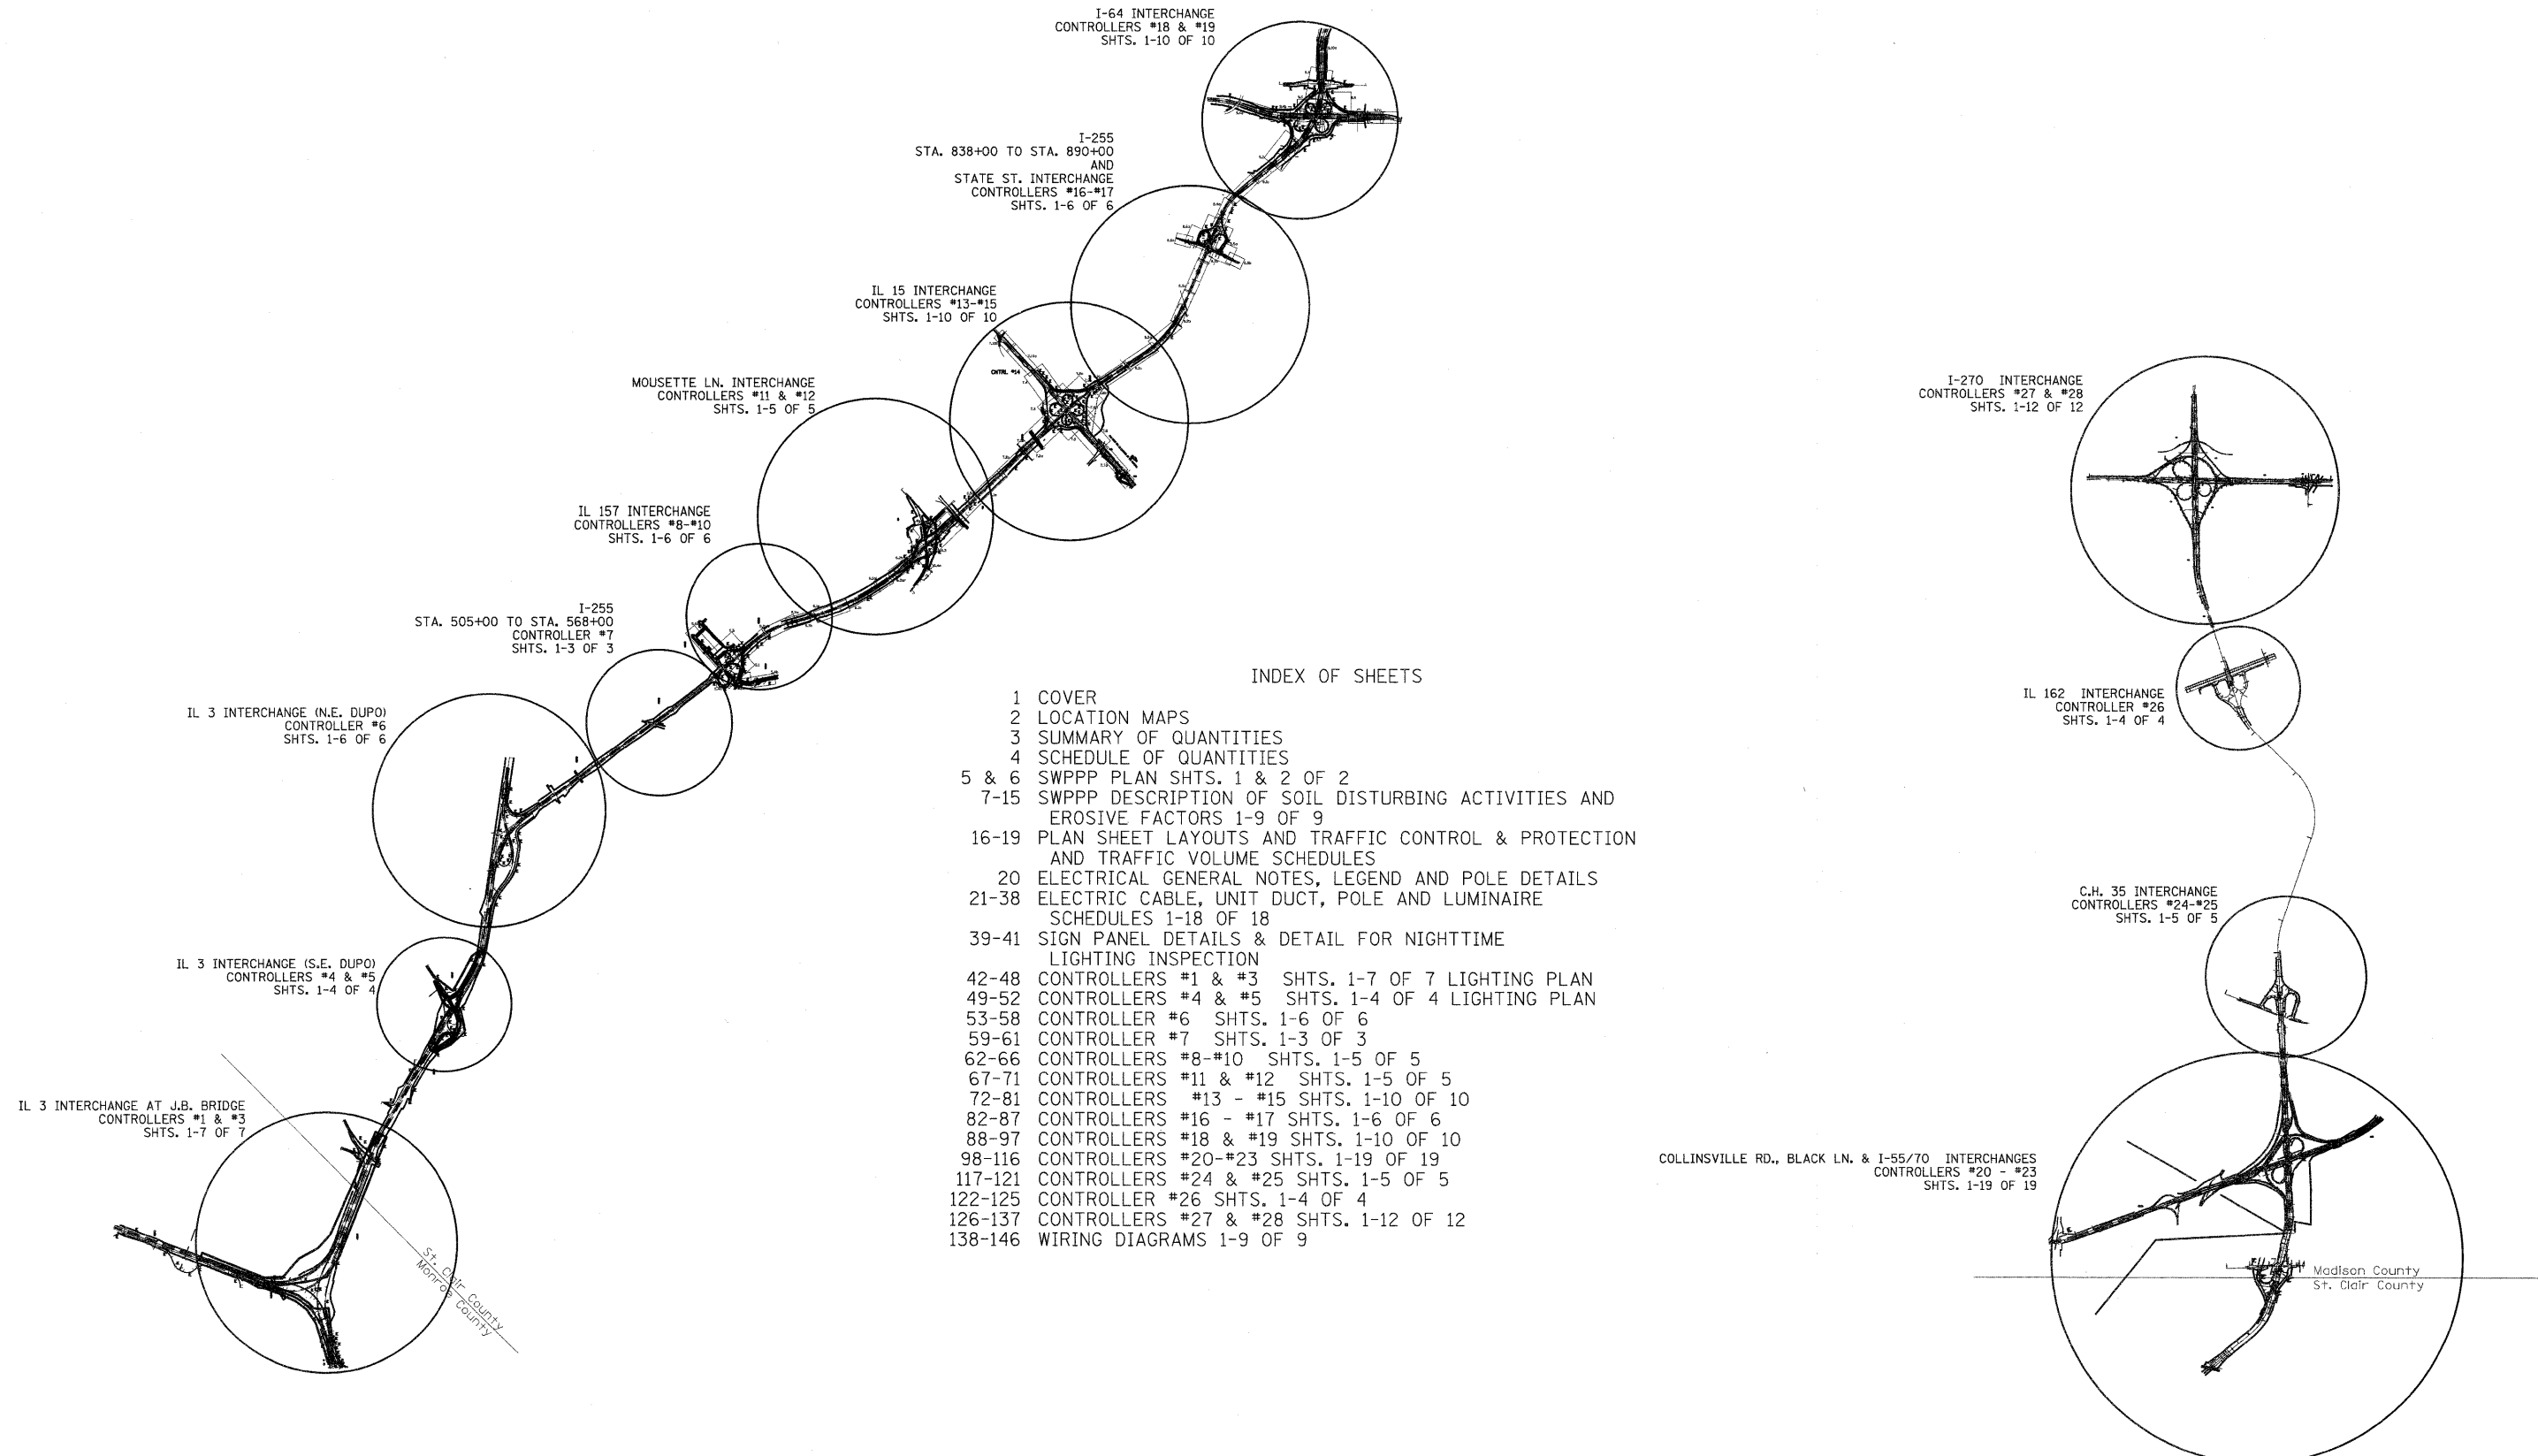 I-64 INTERCHANGE
CONTROLLERS #18 & #19
SHTS. 1-10 OF 10
I-255
STA. 838+00 TO STA. 890+00
AND
STATE ST. INTERCHANGE
CONTROLLERS #16-#17
SHTS. 1-6 OF 6
IL 15 INTERCHANGE
CONTROLLERS #13-#15
SHTS. 1-10 OF 10
CNTRL #14
MOUSETTE LN. INTERCHANGE
CONTROLLERS #11 & #12
SHTS. 1-5 OF 5
IL 157 INTERCHANGE
CONTROLLERS #8-#10
SHTS. 1-6 OF 6
I-255
STA. 505+00 TO STA. 568+00
CONTROLLER #7
SHTS. 1-3 OF 3
IL 3 INTERCHANGE (N.E. DUPO)
CONTROLLER #6
SHTS. 1-6 OF 6
IL 3 INTERCHANGE (S.E. DUPO)
CONTROLLERS #4 & #5
SHTS. 1-4 OF 4
IL 3 INTERCHANGE AT J.B. BRIDGE
CONTROLLERS #1 & #3
SHTS. 1-7 OF 7
St. Clair County
Monroe County
INDEX OF SHEETS
1 COVER
2 LOCATION MAPS
3 SUMMARY OF QUANTITIES
4 SCHEDULE OF QUANTITIES
5 & 6 SWPPP PLAN SHTS. 1 & 2 OF 2
7-15 SWPPP DESCRIPTION OF SOIL DISTURBING ACTIVITIES AND
EROSIVE FACTORS 1-9 OF 9
16-19 PLAN SHEET LAYOUTS AND TRAFFIC CONTROL & PROTECTION
AND TRAFFIC VOLUME SCHEDULES
20 ELECTRICAL GENERAL NOTES, LEGEND AND POLE DETAILS
21-38 ELECTRIC CABLE, UNIT DUCT, POLE AND LUMINAIRE
SCHEDULES 1-18 OF 18
39-41 SIGN PANEL DETAILS & DETAIL FOR NIGHTTIME
LIGHTING INSPECTION
42-48 CONTROLLERS #1 & #3 SHTS. 1-7 OF 7 LIGHTING PLAN
49-52 CONTROLLERS #4 & #5 SHTS. 1-4 OF 4 LIGHTING PLAN
53-58 CONTROLLER #6 SHTS. 1-6 OF 6
59-61 CONTROLLER #7 SHTS. 1-3 OF 3
62-66 CONTROLLERS #8-#10 SHTS. 1-5 OF 5
67-71 CONTROLLERS #11 & #12 SHTS. 1-5 OF 5
72-81 CONTROLLERS #13 - #15 SHTS. 1-10 OF 10
82-87 CONTROLLERS #16 - #17 SHTS. 1-6 OF 6
88-97 CONTROLLERS #18 & #19 SHTS. 1-10 OF 10
98-116 CONTROLLERS #20-#23 SHTS. 1-19 OF 19
117-121 CONTROLLERS #24 & #25 SHTS. 1-5 OF 5
122-125 CONTROLLER #26 SHTS. 1-4 OF 4
126-137 CONTROLLERS #27 & #28 SHTS. 1-12 OF 12
138-146 WIRING DIAGRAMS 1-9 OF 9
I-270 INTERCHANGE
CONTROLLERS #27 & #28
SHTS. 1-12 OF 12
IL 162 INTERCHANGE
CONTROLLER #26
SHTS. 1-4 OF 4
C.H. 35 INTERCHANGE
CONTROLLERS #24-#25
SHTS. 1-5 OF 5
COLLINSVILLE RD., BLACK LN. & I-55/70 INTERCHANGES
CONTROLLERS #20 - #23
SHTS. 1-19 OF 19
Madison County
St. Clair County